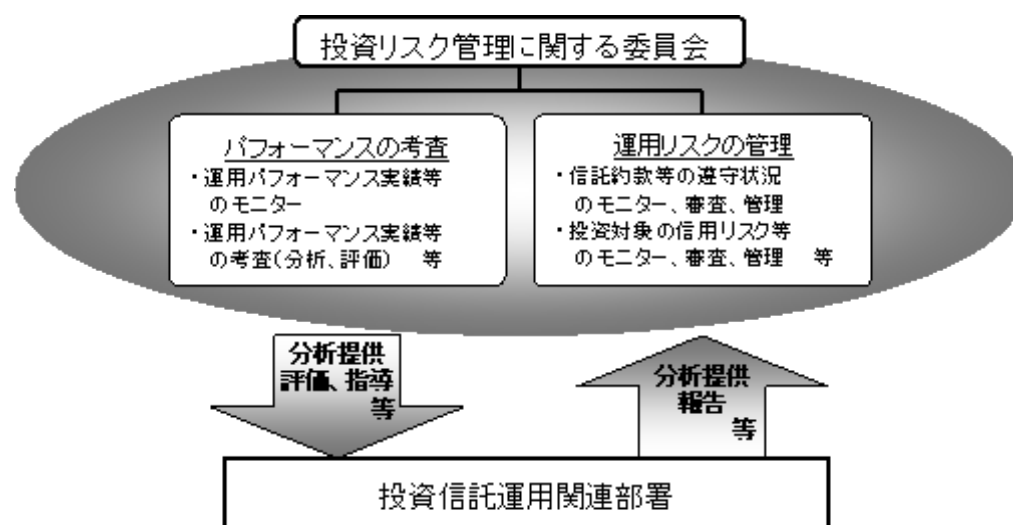 投資リスク管理に関する委員会
パフォーマンスの考査
・運用パフォーマンス実績等
のモニター
・運用パフォーマンス実績等
の考査(分析、評価) 等
運用リスクの管理
・信託約款等の遵守状況
のモニター、審査、管理
・投資対象の信用リスク等
のモニター、審査、管理 等
分析提供
評価、指導
等
分析提供
報告
等
投資信託運用関連部署